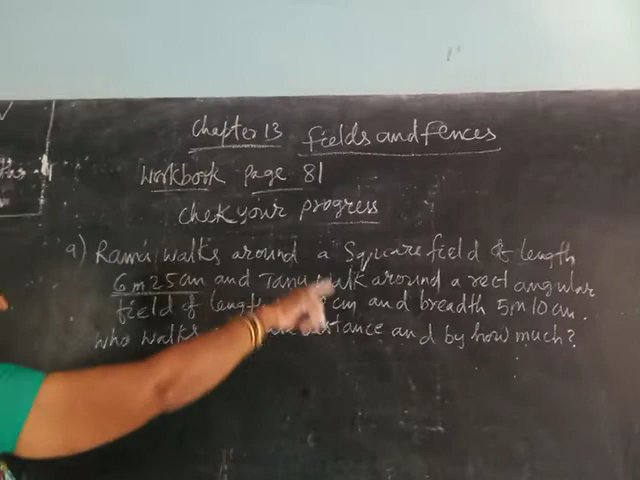 Chapter 13 fields and fences
Workbook page 81
Chek your progress
9) Ramu walks around a Square field of length
6m 25cm and Tanu walk around a rectangular
field of length cm and breadth 5m 10cm.
who walks distance and by how much?